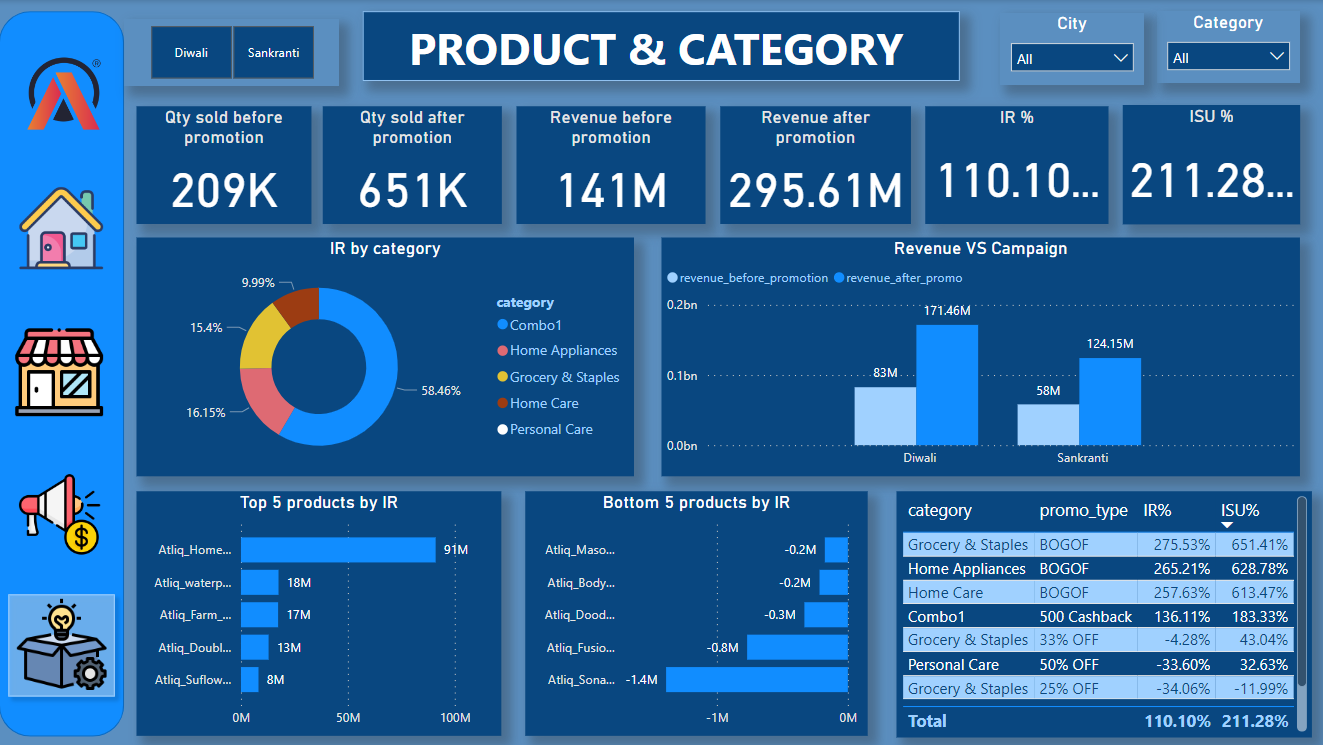 Diwali
Sankranti
PRODUCT & CATEGORY
City
All
Category
All
®
Qty sold before
promotion
209K
Qty sold after
promotion
651K
Revenue before
promotion
141M
Revenue after
promotion
295.61M
IR %
110.10...
ISU %
211.28...
IR by category
9.99%
15.4%
16.15%
58.46%
category
Combo1
Home Appliances
Grocery & Staples
Home Care
Personal Care
Revenue VS Campaign
revenue_before_promotion revenue_after_promo
0.2bn
0.1bn
0.0bn
83M
171.46M
58M
124.15M
Diwali
Sankranti
Top 5 products by IR
Atliq_Home... 91M
Atliq_waterp... 18M
Atliq_Farm_... 17M
Atliq_Doubl... 13M
Atliq_Suflow... 8M
0M 50M 100M
Bottom 5 products by IR
Atliq_Maso... -0.2M
Atliq_Body... -0.2M
Atliq_Dood... -0.3M
Atliq_Fusio... -0.8M
Atliq_Sona... -1.4M
-1M 0M
category promo_type IR% ISU%
Grocery & Staples BOGOF 275.53% 651.41%
Home Appliances BOGOF 265.21% 628.78%
Home Care BOGOF 257.63% 613.47%
Combo1 500 Cashback 136.11% 183.33%
Grocery & Staples 33% OFF -4.28% 43.04%
Personal Care 50% OFF -33.60% 32.63%
Grocery & Staples 25% OFF -34.06% -11.99%
Total 110.10% 211.28%
$